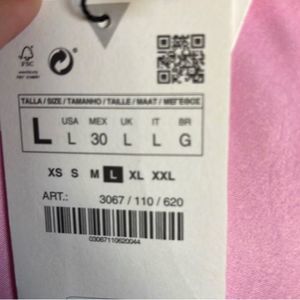 FSC
TALLA / SIZE / TAMANHO / TAILLE / MAAT / ΜΕΓΕΘΟΣ
L USA MEX UK IT BR
L 30 L L G
XS S M L XL XXL
ART.: 3067 / 110 / 620
03067110620044